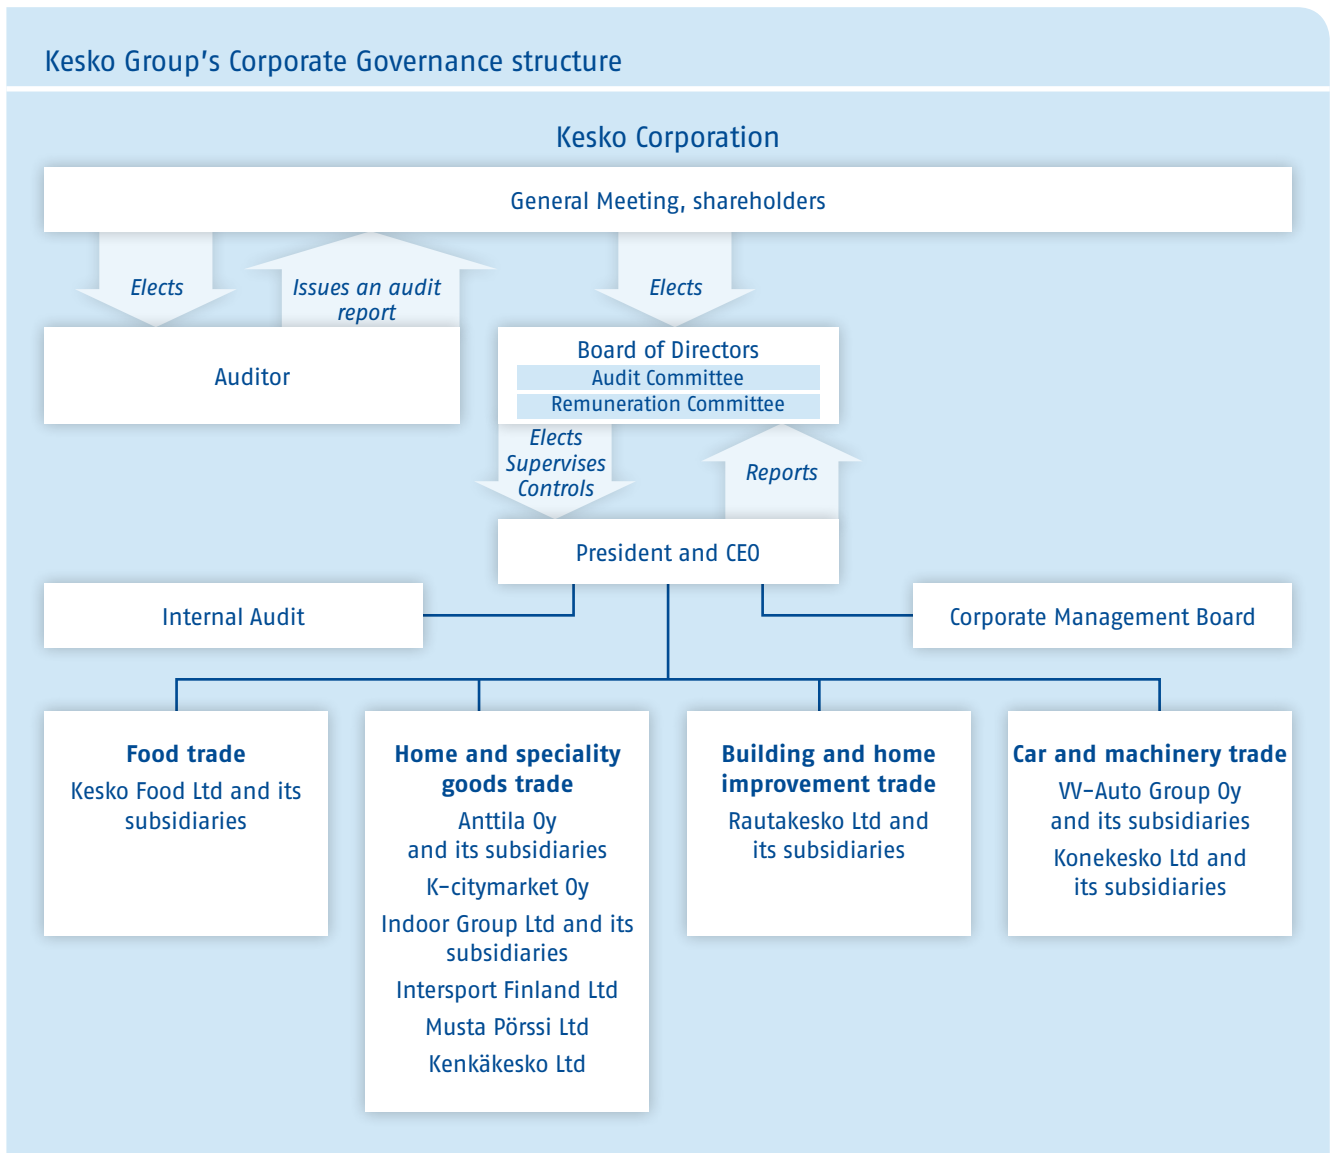 Kesko Group's Corporate Governance structure
Kesko Corporation
General Meeting, shareholders
Elects
Issues an audit
report
Elects
Auditor
Board of Directors
Audit Committee
Remuneration Committee
Elects
Supervises
Controls
Reports
President and CEO
Internal Audit
Corporate Management Board
Food trade
Kesko Food Ltd and its
subsidiaries
Home and speciality
goods trade
Anttila Oy
and its subsidiaries
K-citymarket Oy
Indoor Group Ltd and its
subsidiaries
Intersport Finland Ltd
Musta Pörssi Ltd
Kenkäkesko Ltd
Building and home
improvement trade
Rautakesko Ltd and
its subsidiaries
Car and machinery trade
VV-Auto Group Oy
and its subsidiaries
Konekesko Ltd and
its subsidiaries